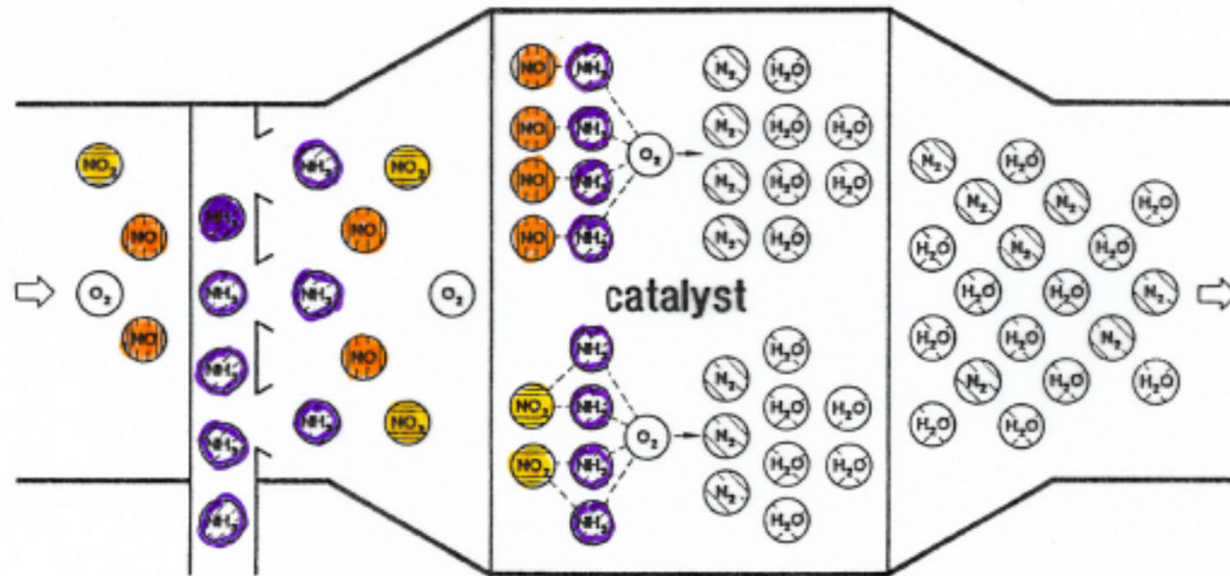 NO₂
NO
O₂
NO
NH₃
NH₃
NH₃
NH₃
NH₃
NH₃ NO₂
NO
NH₃ O₂
NO
NH₃ NO₂
NO NH₃ N₂ H₂O
NO NH₃ N₂ H₂O H₂O
O₂
NO NH₃ N₂ H₂O H₂O
NO NH₃ N₂ H₂O
catalyst
NH₃ H₂O
N₂
NO₂ NH₃ H₂O H₂O
O₂ N₂
NO₂ NH₃ H₂O H₂O
N₂
NH₃ H₂O
N₂ H₂O
N₂ N₂ H₂O
H₂O N₂ H₂O
H₂O H₂O N₂
H₂O H₂O N₂
N₂ H₂O H₂O
H₂O H₂O